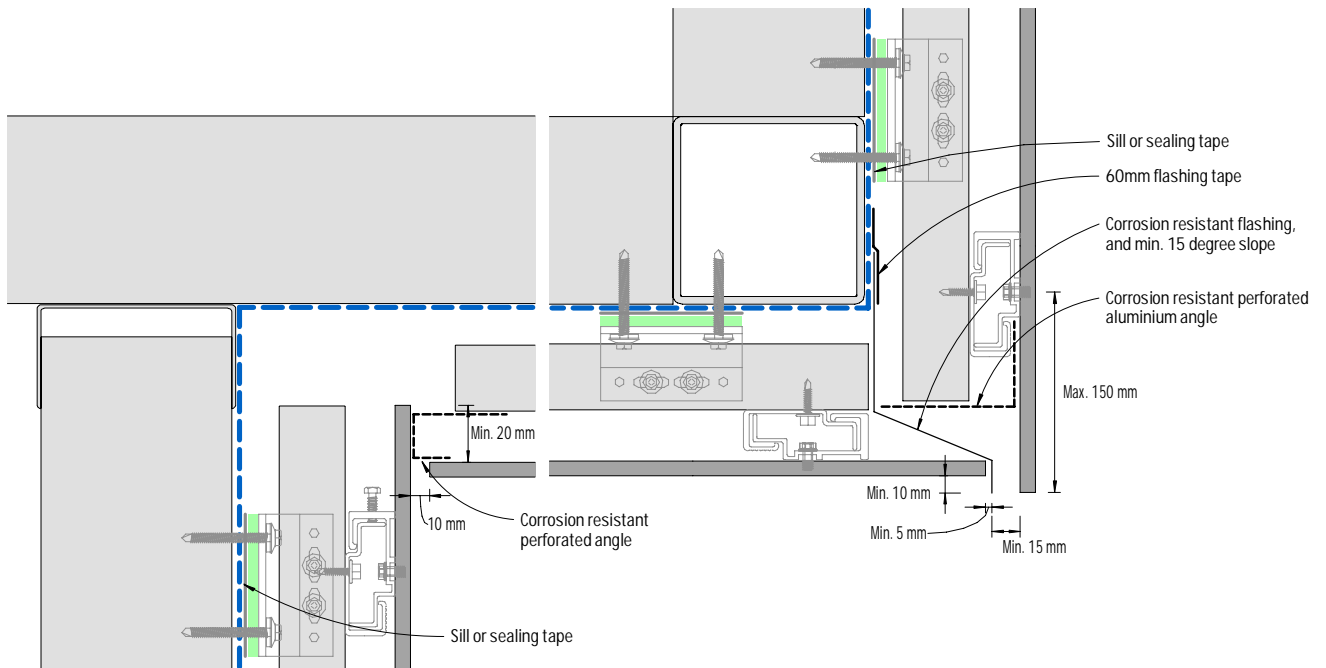 Sill or sealing tape
60mm flashing tape
Corrosion resistant flashing,
and min. 15 degree slope
Corrosion resistant perforated
aluminium angle
Max. 150 mm
Min. 20 mm
Min. 10 mm
10 mm
Corrosion resistant
perforated angle
Min. 5 mm
Min. 15 mm
Sill or sealing tape